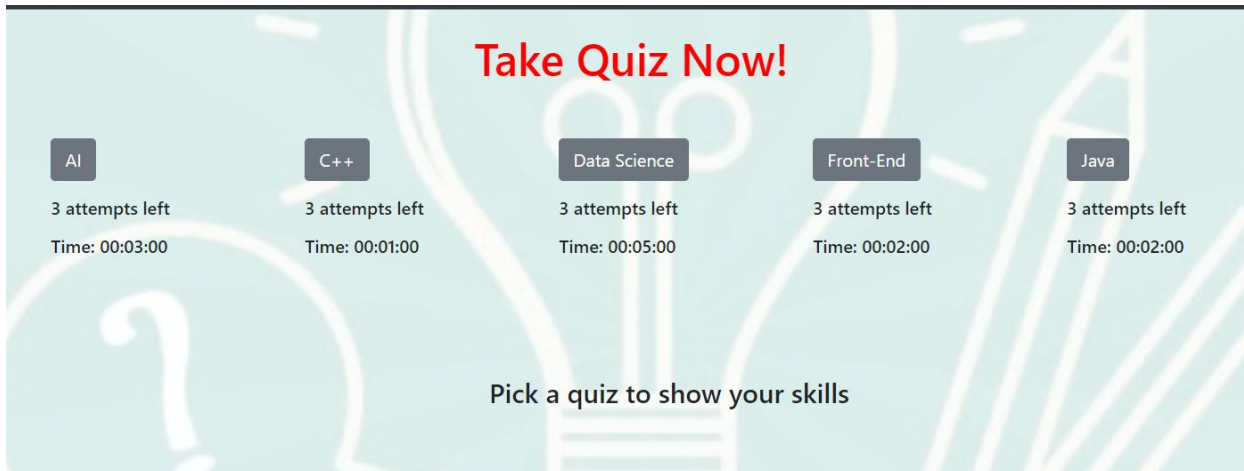 Take Quiz Now!
AI
C++
Data Science
Front-End
Java
3 attempts left
3 attempts left
3 attempts left
3 attempts left
3 attempts left
Time: 00:03:00
Time: 00:01:00
Time: 00:05:00
Time: 00:02:00
Time: 00:02:00
Pick a quiz to show your skills